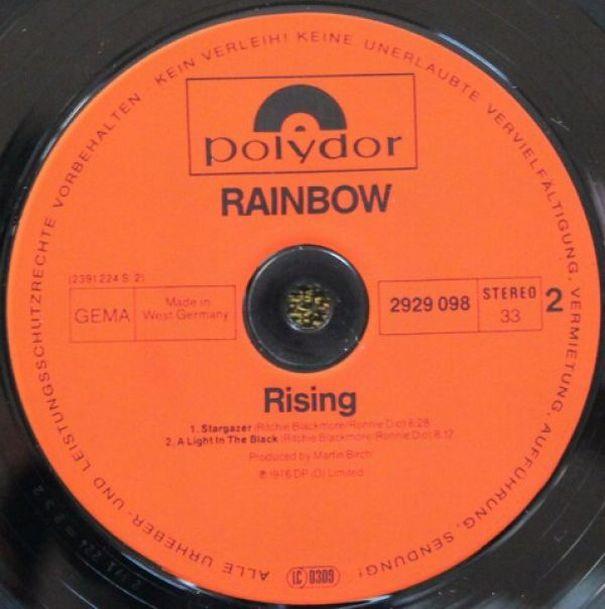 ALLE URHEBER- UND LEISTUNGSSCHUTZRECHTE VORBEHALTEN · KEIN VERLEIH! KEINE UNERLAUBTE VERVIELFÄLTIGUNG, VERMIETUNG, AUFFÜHRUNG, SENDUNG!
polydor
RAINBOW
(2391 224 S 2)
GEMA
Made in
West Germany
2929 098
STEREO
33
2
Rising
1. Stargazer (Ritchie Blackmore/Ronnie Dio) 8:28
2. A Light In The Black (Ritchie Blackmore/Ronnie Dio) 8:12
Produced by Martin Birch
℗ 1976 DP (O) Limited
LC 0309